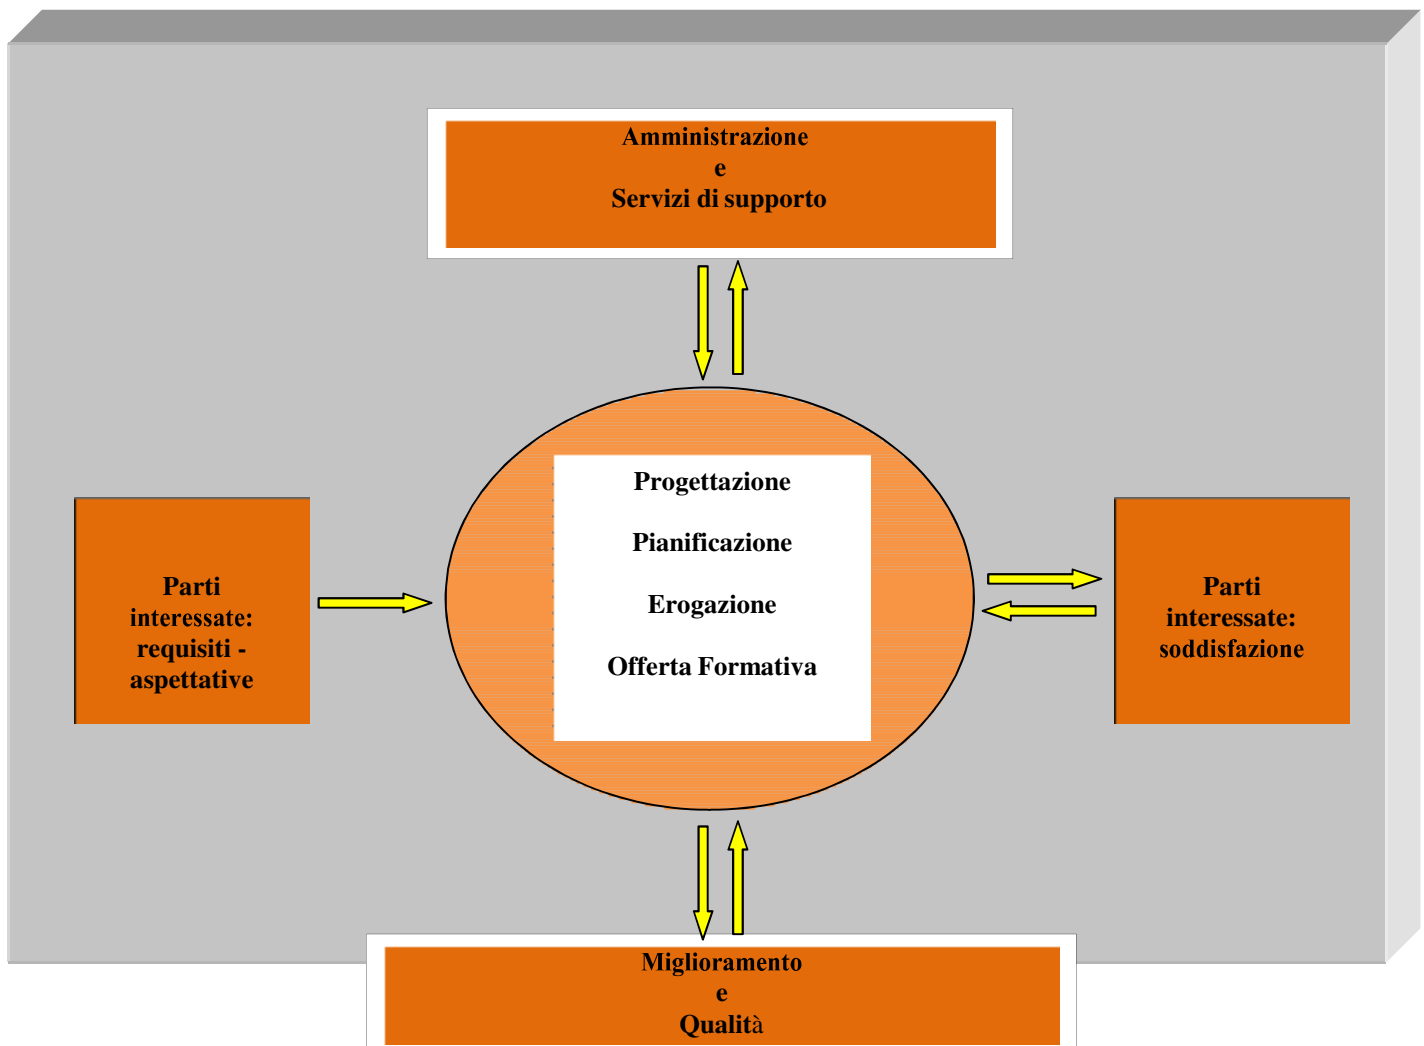 Amministrazione
e
Servizi di supporto
Progettazione
Pianificazione
Erogazione
Offerta Formativa
Parti
interessate:
requisiti -
aspettative
Parti
interessate:
soddisfazione
Miglioramento
e
Qualità